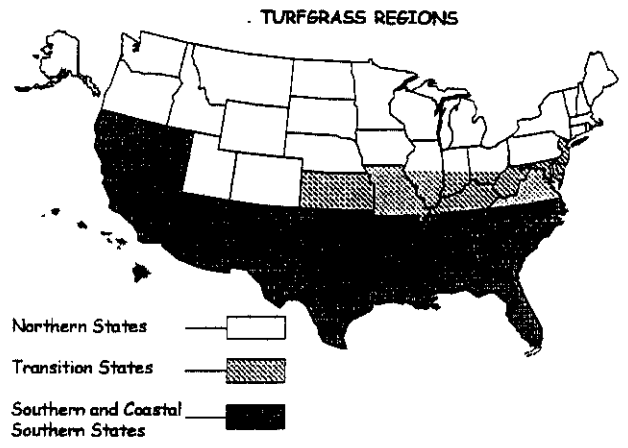 . TURFGRASS REGIONS
Northern States
Transition States
Southern and Coastal
Southern States